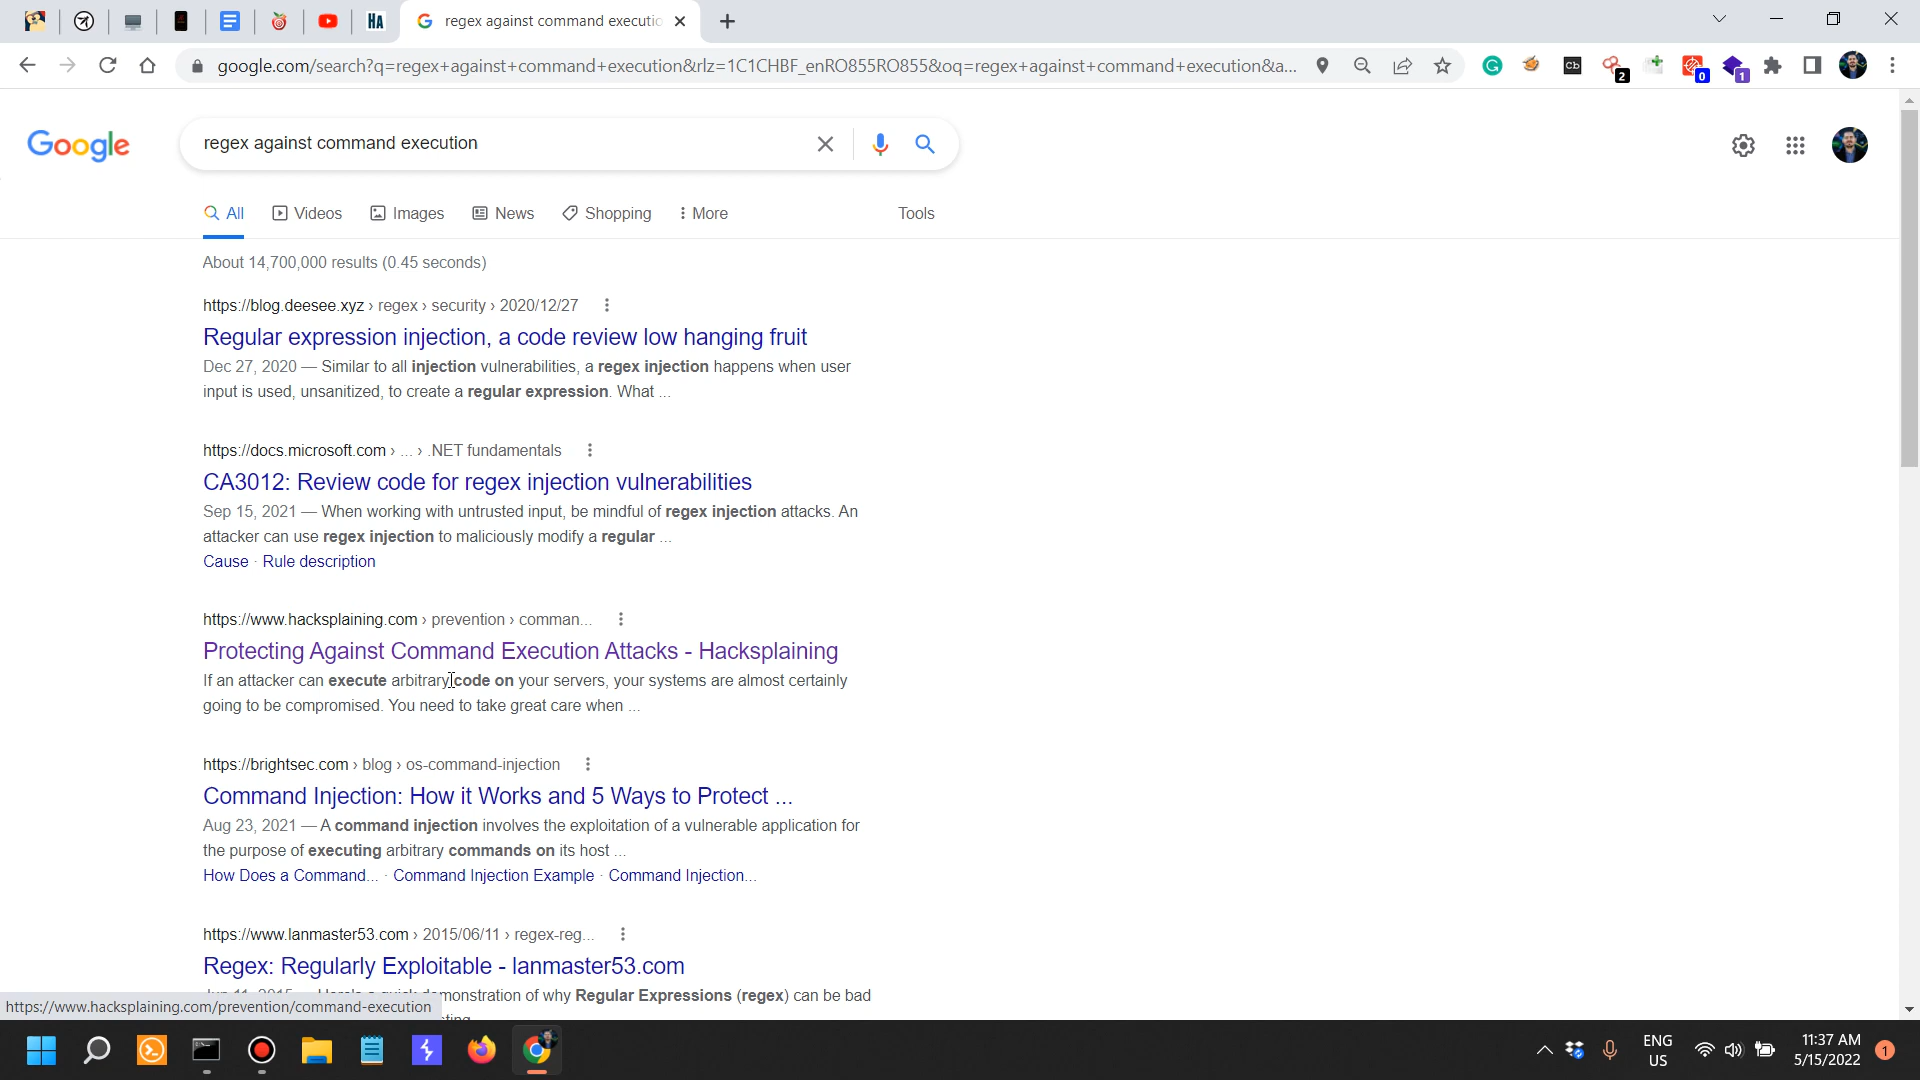 HA
regex against command executio
google.com/search?q=regex+against+command+execution&rlz=1C1CHBF_enRO855RO855&oq=regex+against+command+execution&a...
cb
2
0
1
Google
regex against command execution
All
Videos
Images
News
Shopping
More
Tools
About 14,700,000 results (0.45 seconds)
https://blog.deesee.xyz › regex › security › 2020/12/27
Regular expression injection, a code review low hanging fruit
Dec 27, 2020 — Similar to all injection vulnerabilities, a regex injection happens when user
input is used, unsanitized, to create a regular expression. What ...
https://docs.microsoft.com › ... › .NET fundamentals
CA3012: Review code for regex injection vulnerabilities
Sep 15, 2021 — When working with untrusted input, be mindful of regex injection attacks. An
attacker can use regex injection to maliciously modify a regular ...
Cause · Rule description
https://www.hacksplaining.com › prevention › comman...
Protecting Against Command Execution Attacks - Hacksplaining
If an attacker can execute arbitrary code on your servers, your systems are almost certainly
going to be compromised. You need to take great care when ...
https://brightsec.com › blog › os-command-injection
Command Injection: How it Works and 5 Ways to Protect ...
Aug 23, 2021 — A command injection involves the exploitation of a vulnerable application for
the purpose of executing arbitrary commands on its host ...
How Does a Command... · Command Injection Example · Command Injection...
https://www.lanmaster53.com › 2015/06/11 › regex-reg...
Regex: Regularly Exploitable - lanmaster53.com
why Regular Expressions (regex) can be bad
https://www.hacksplaining.com/prevention/command-execution
ENG
US
11:37 AM
5/15/2022
1